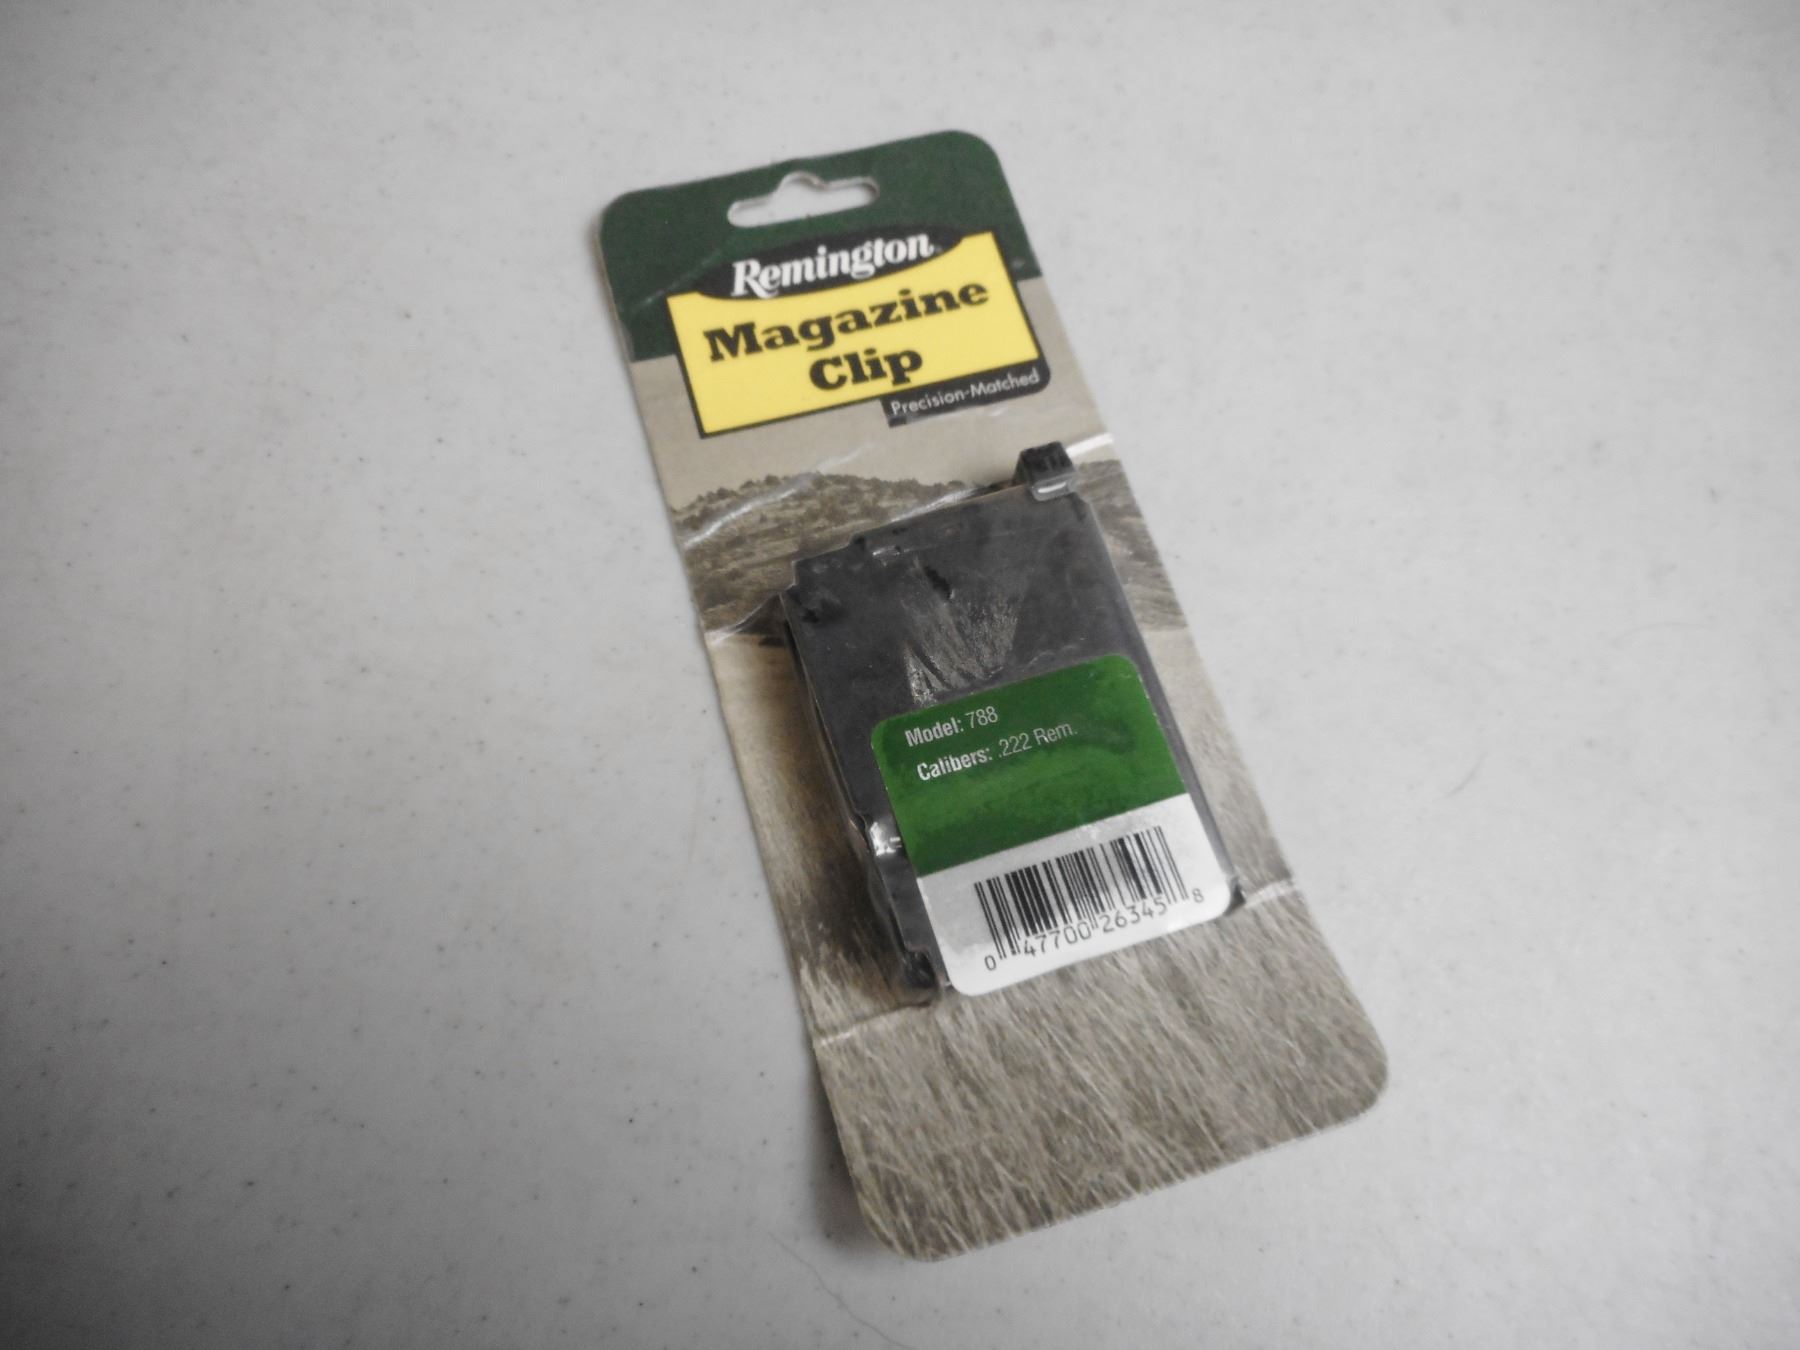 Remington
Magazine
Clip
Precision-Matched
Model: 788
Calibers: .222 Rem.
0 47700 26345 8